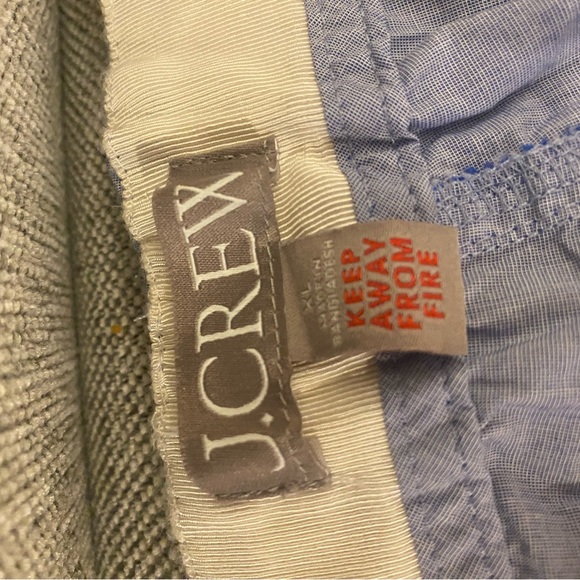 J.CREW
XL
MADE IN
BANGLADESH
KEEP
AWAY
FROM
FIRE